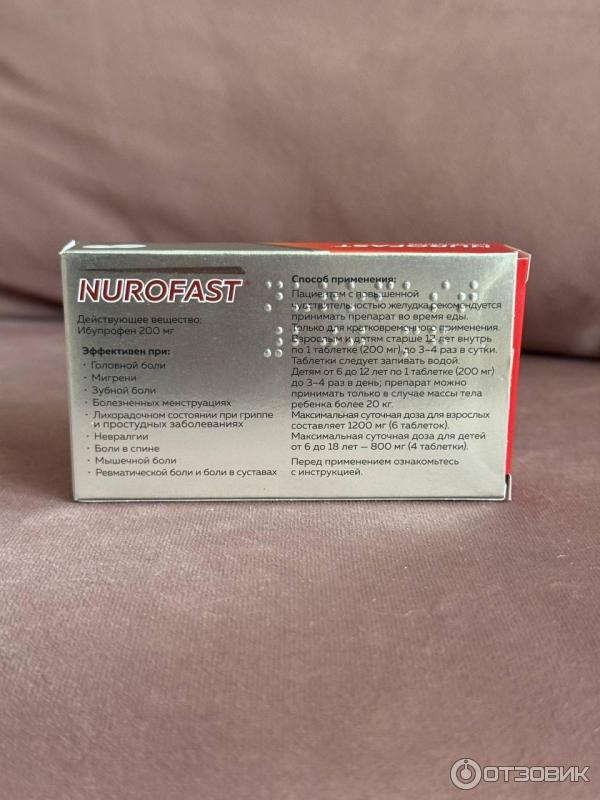 NUROFAST
NUROFAST
Действующее вещество:
Ибупрофен 200 мг
Эффективен при:
· Головной боли
· Мигрени
· Зубной боли
· Болезненных менструациях
· Лихорадочном состоянии при гриппе
и простудных заболеваниях
· Невралгии
· Боли в спине
· Мышечной боли
· Ревматической боли и боли в суставах
Способ применения:
Пациентам с повышенной
чувствительностью желудка рекомендуется
принимать препарат во время еды.
Только для кратковременного применения.
Взрослым и детям старше 12 лет внутрь
по 1 таблетке (200 мг) до 3–4 раз в сутки.
Таблетки следует запивать водой.
Детям от 6 до 12 лет по 1 таблетке (200 мг)
до 3–4 раз в день; препарат можно
принимать только в случае массы тела
ребенка более 20 кг.
Максимальная суточная доза для взрослых
составляет 1200 мг (6 таблеток).
Максимальная суточная доза для детей
от 6 до 18 лет — 800 мг (4 таблетки).
Перед применением ознакомьтесь
с инструкцией.
ОТЗОВИК